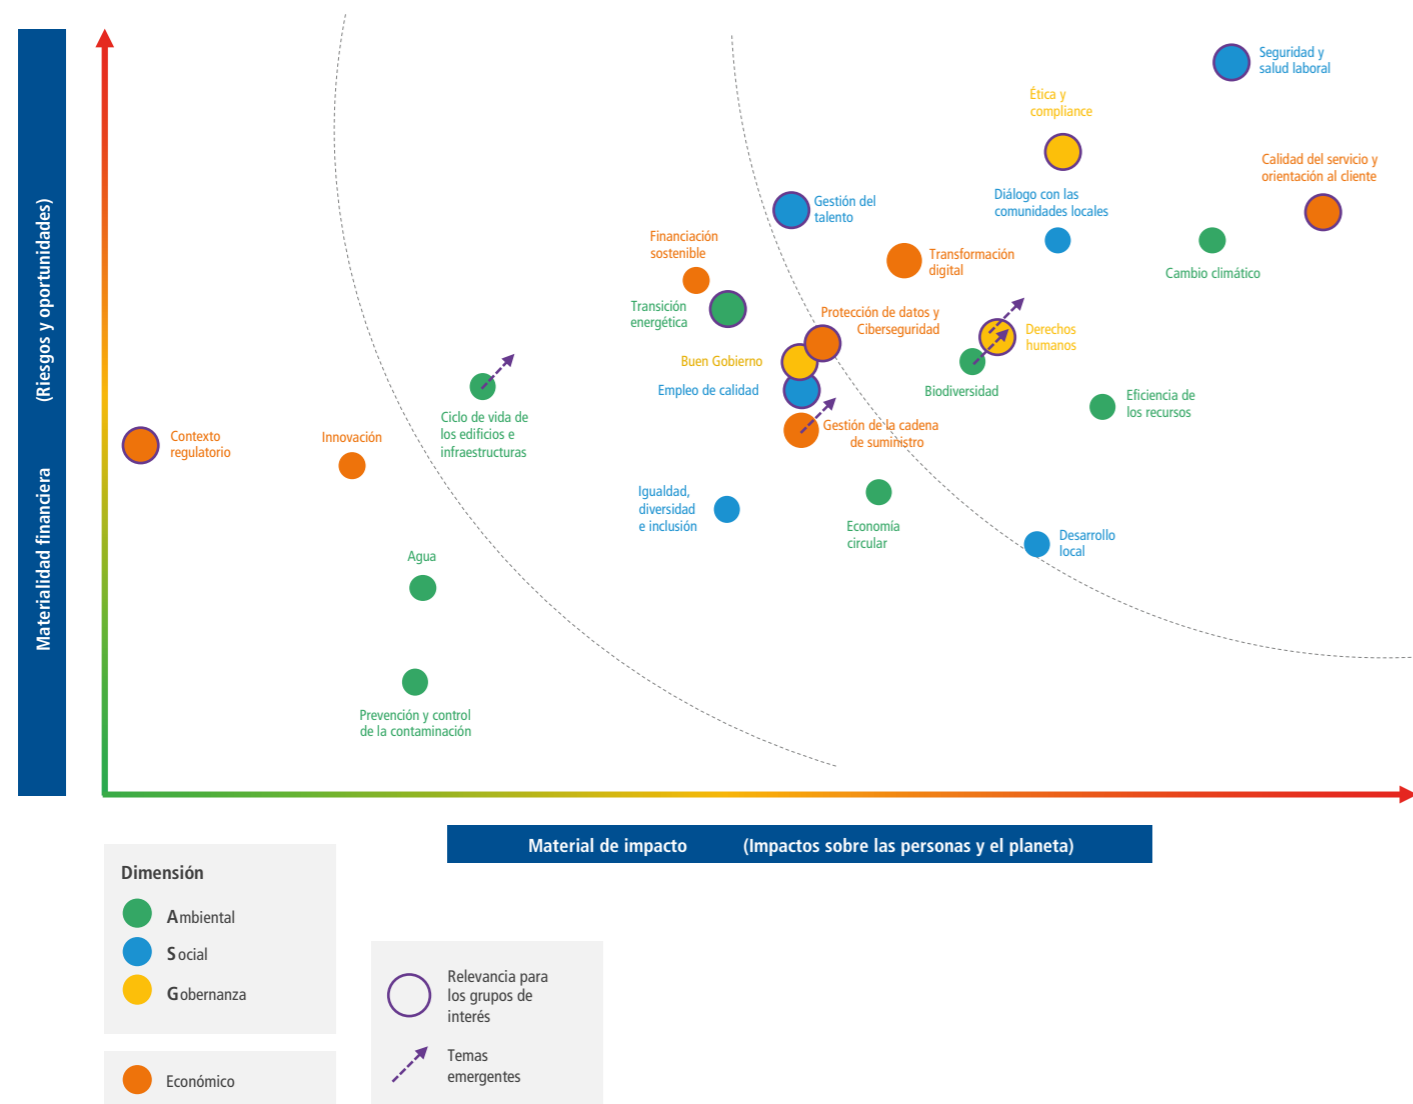 Seguridad y
salud laboral
Ética y
compliance
Calidad del servicio y
orientación al cliente
Gestión del
talento
Diálogo con las
comunidades locales
Financiación
sostenible
Transformación
digital
Cambio climático
Transición
energética
Protección de datos y
Ciberseguridad
Derechos
humanos
Buen Gobierno
Empleo de calidad
Biodiversidad
Eficiencia de
los recursos
Ciclo de vida de
los edificios e
infraestructuras
Gestión de la cadena
de suministro
Contexto
regulatorio
Innovación
Igualdad,
diversidad
e inclusión
Economía
circular
Desarrollo
local
Agua
Prevención y control
de la contaminación
Materialidad financiera (Riesgos y oportunidades)
Material de impacto (Impactos sobre las personas y el planeta)
Dimensión
Ambiental
Social
Gobernanza
Económico
Relevancia para
los grupos de
interés
Temas
emergentes